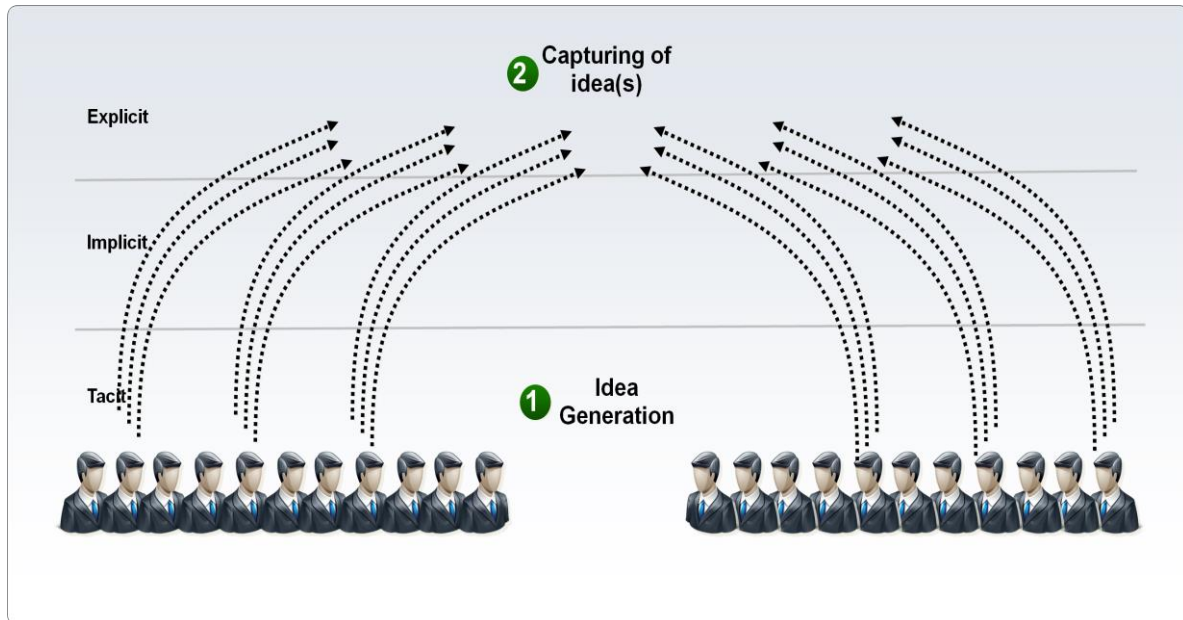 2 Capturing of
idea(s)
Explicit
Implicit
Tacit
1 Idea
Generation